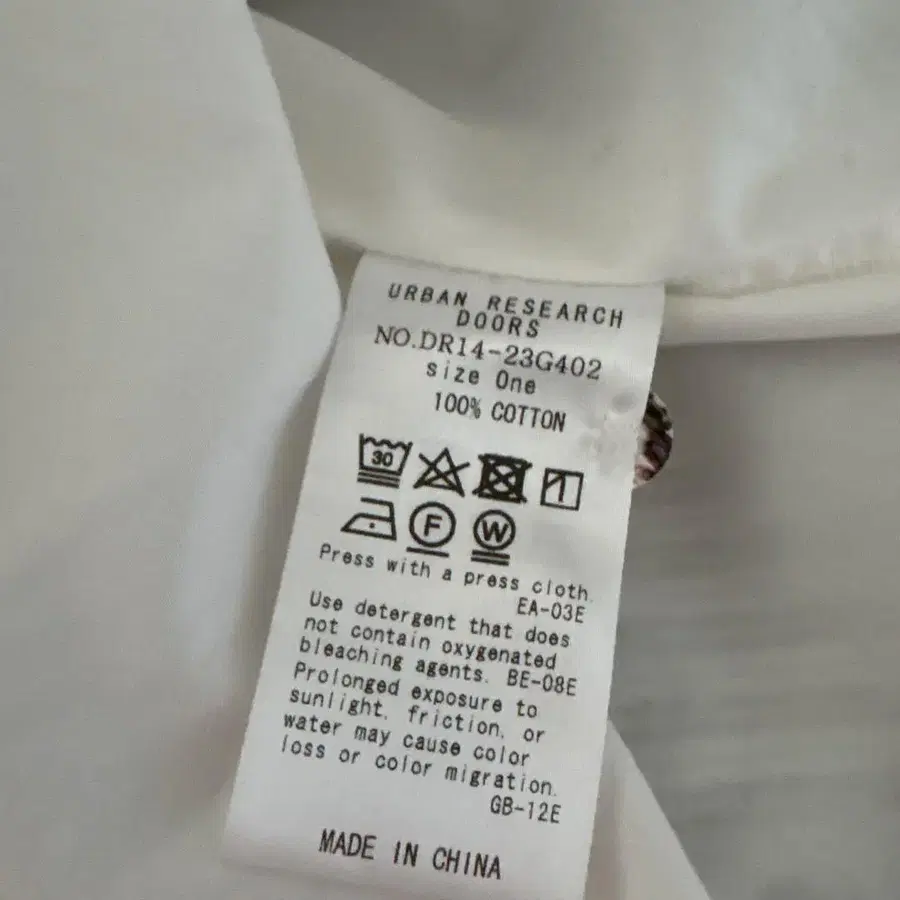 URBAN RESEARCH
DOORS
NO.DR14-23G402
size One
100% COTTON
30
F W
Press with a press cloth.
EA-03E
Use detergent that does
not contain oxygenated
bleaching agents. BE-08E
Prolonged exposure to
sunlight, friction, or
water may cause color
loss or color migration.
GB-12E
MADE IN CHINA